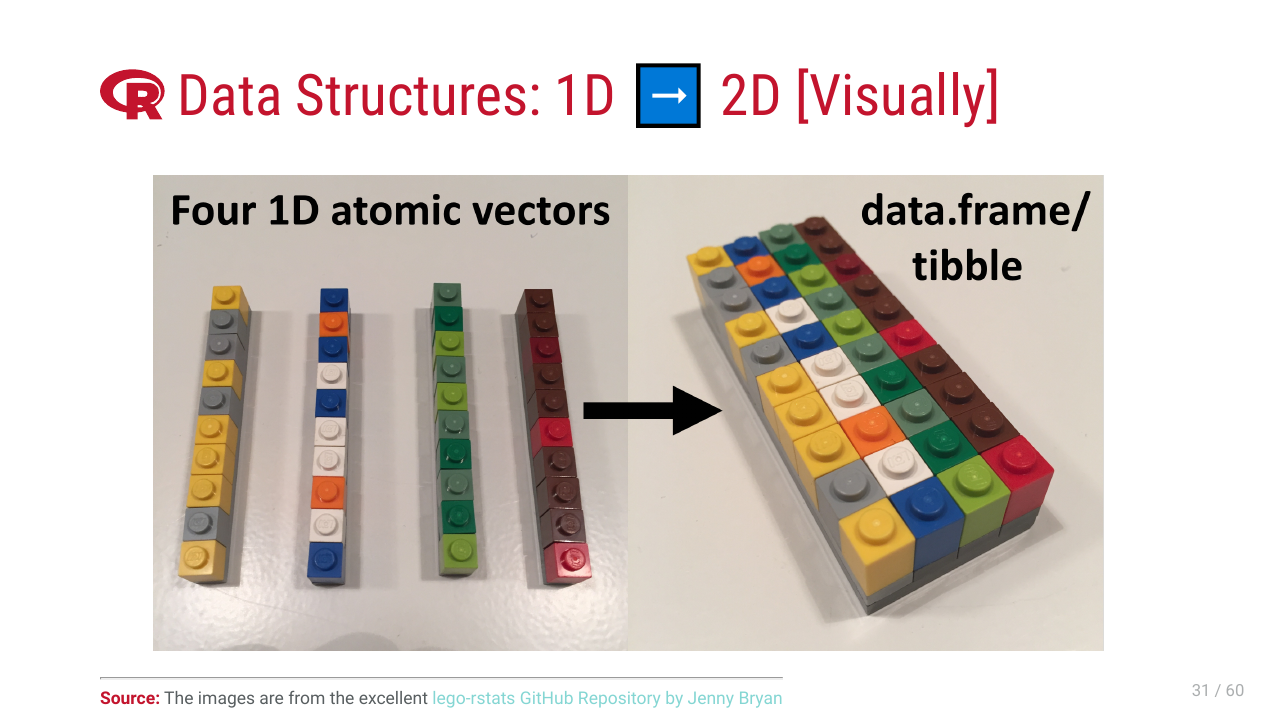 R Data Structures: 1D → 2D [Visually]
Four 1D atomic vectors
data.frame/
tibble
Source: The images are from the excellent lego-rstats GitHub Repository by Jenny Bryan
31 / 60